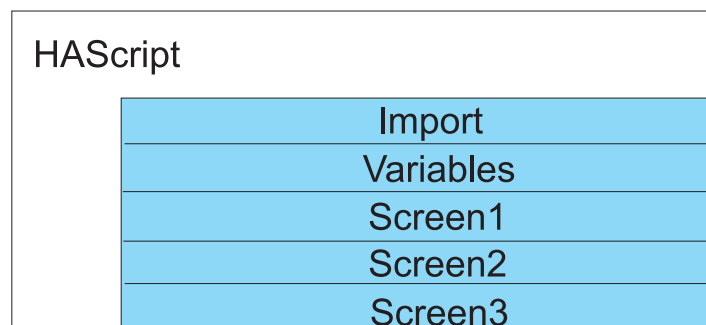 HAScript
Import
Variables
Screen1
Screen2
Screen3